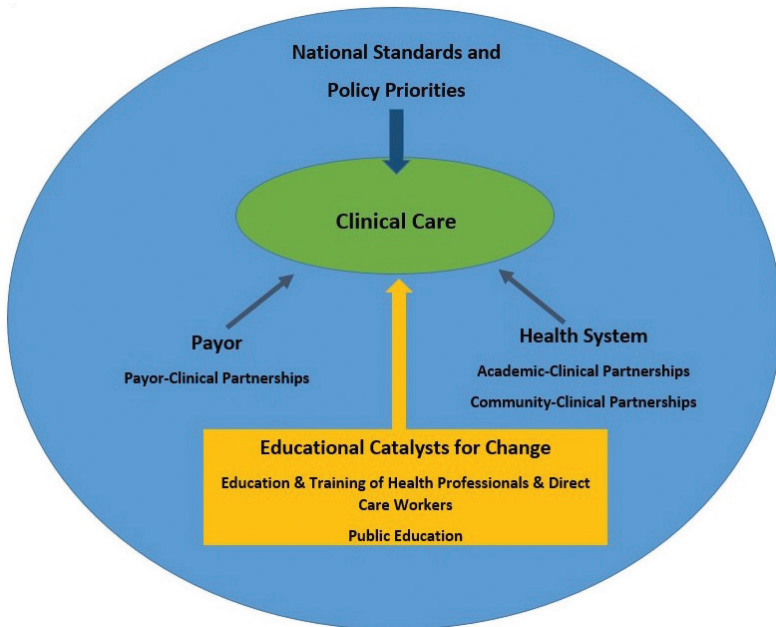 National Standards and
Policy Priorities
Clinical Care
Payor
Payor-Clinical Partnerships
Health System
Academic-Clinical Partnerships
Community-Clinical Partnerships
Educational Catalysts for Change
Education & Training of Health Professionals & Direct
Care Workers
Public Education